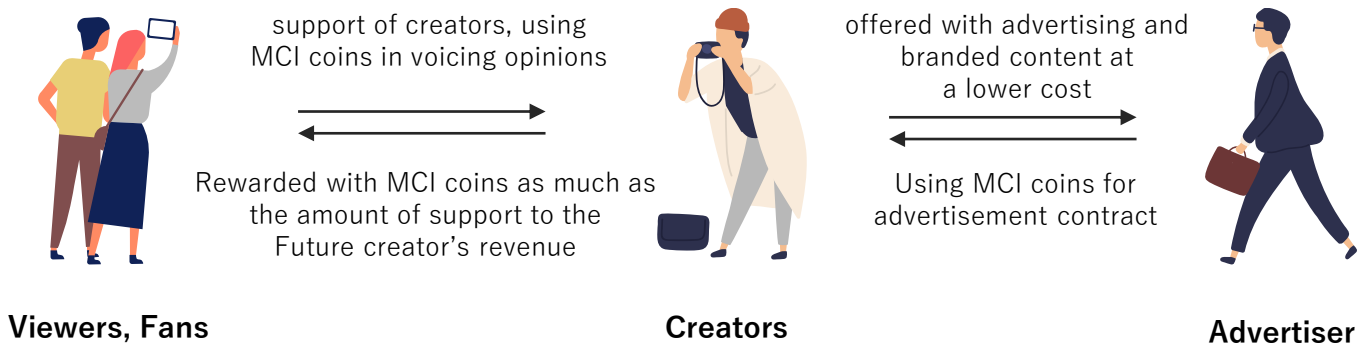 support of creators, using
MCI coins in voicing opinions
Rewarded with MCI coins as much as
the amount of support to the
Future creator's revenue
offered with advertising and
branded content at
a lower cost
Using MCI coins for
advertisement contract
Viewers, Fans
Creators
Advertiser